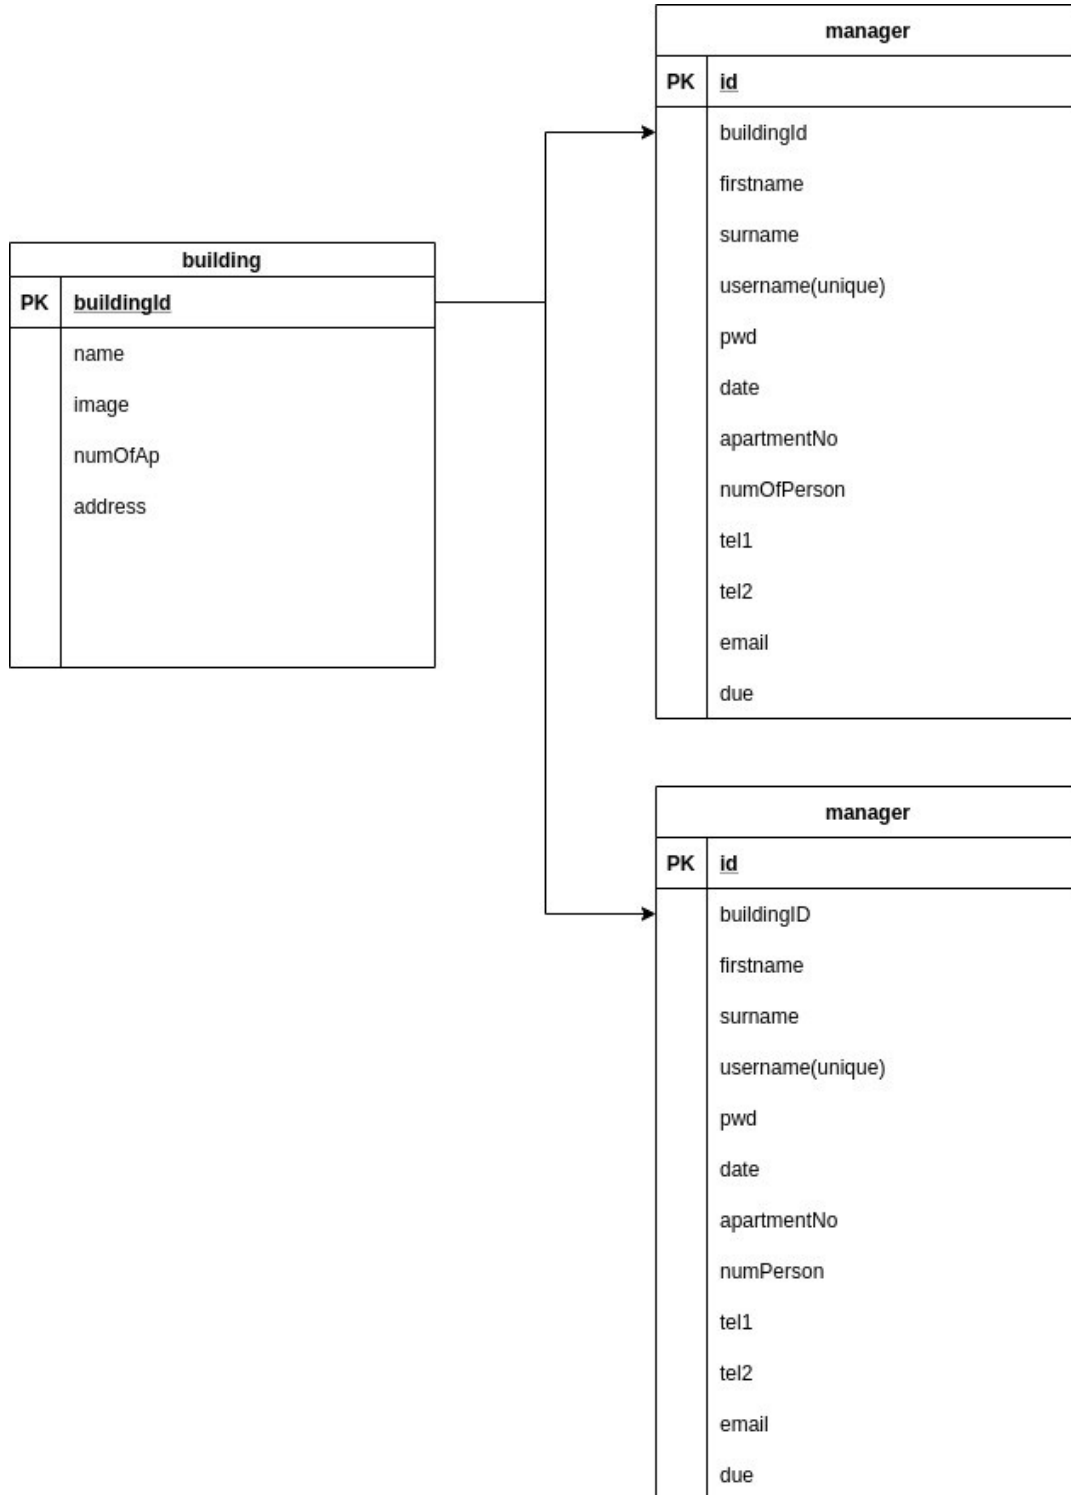 building
PK buildingId
name
image
numOfAp
address
manager
PK id
buildingId
firstname
surname
username(unique)
pwd
date
apartmentNo
numOfPerson
tel1
tel2
email
due
manager
PK id
buildingID
firstname
surname
username(unique)
pwd
date
apartmentNo
numPerson
tel1
tel2
email
due